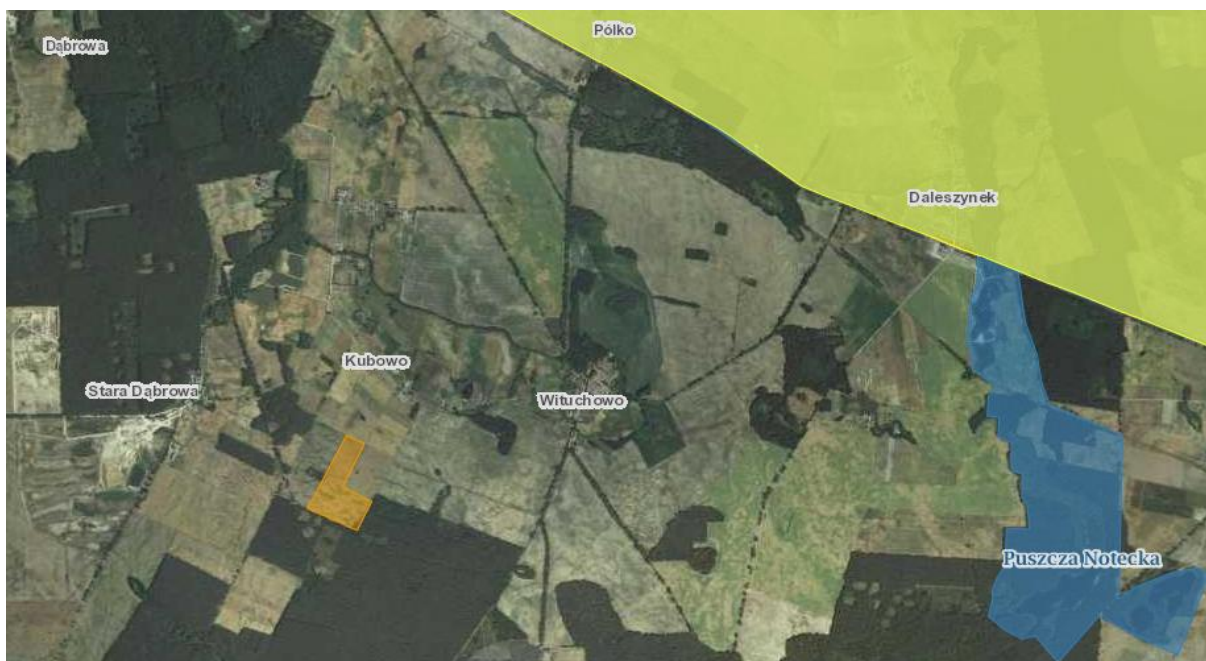 Pólko
Dąbrowa
Daleszynek
Kubowo
Stara Dąbrowa
Wituchowo
Puszcza Notecka